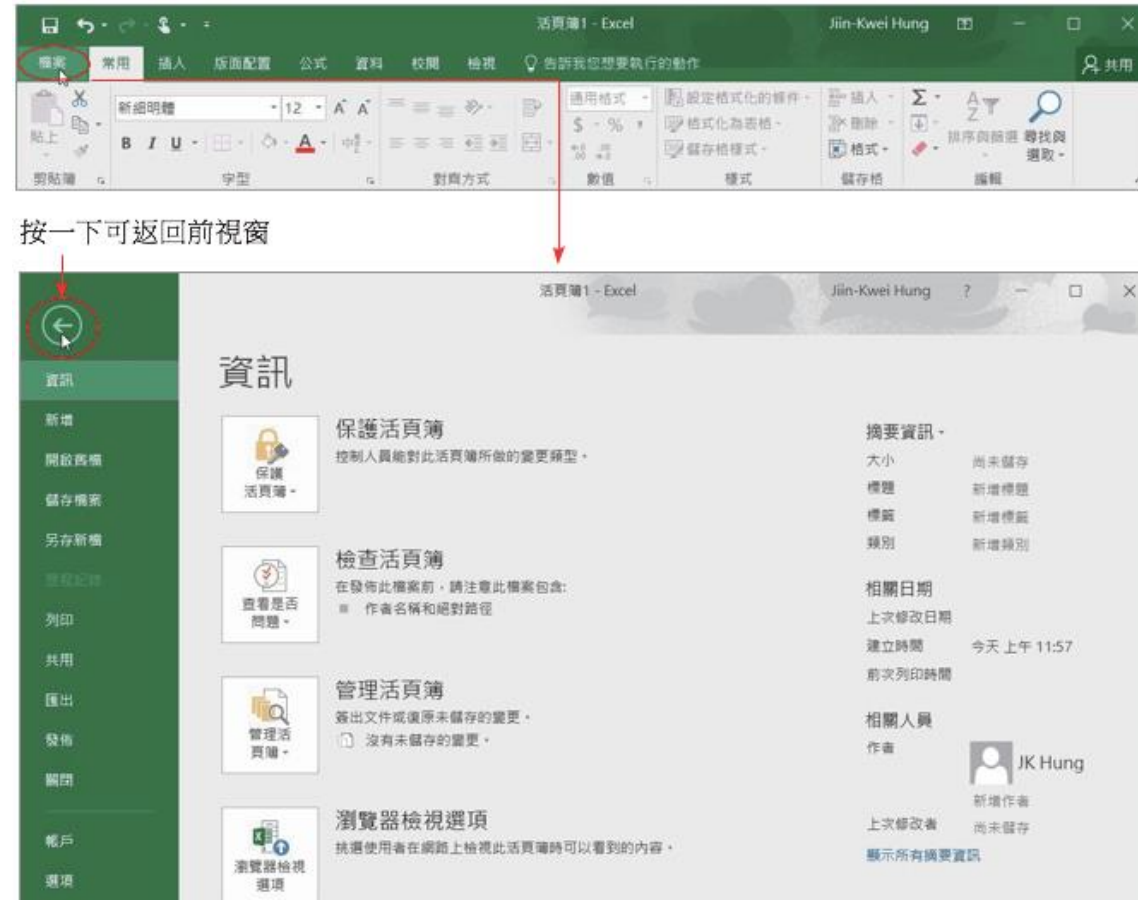 活頁簿1 - Excel
Jiin-Kwei Hung
檔案 常用 插入 版面配置 公式 資料 校閱 檢視 告訴我您想要執行的動作 共用
新細明體 12 A A 通用格式 設定格式化的條件 插入 Σ
貼上 B I U A $ % 格式化為表格 刪除 排序與篩選 尋找與選取
儲存格樣式 格式
剪貼簿 字型 對齊方式 數值 樣式 儲存格 編輯
按一下可返回前視窗
活頁簿1 - Excel
Jiin-Kwei Hung ?
資訊
新增
開啟舊檔
儲存檔案
另存新檔
列印
共用
匯出
發佈
關閉
帳戶
選項
資訊
保護
活頁簿
保護活頁簿
控制人員能對此活頁簿所做的變更類型。
查看是否
問題
檢查活頁簿
在發佈此檔案前，請注意此檔案包含:
作者名稱和絕對路徑
管理活
頁簿
管理活頁簿
簽出文件或復原未儲存的變更。
沒有未儲存的變更。
瀏覽器檢視
選項
瀏覽器檢視選項
挑選使用者在網路上檢視此活頁簿時可以看到的內容。
摘要資訊
大小 尚未儲存
標題 新增標題
標籤 新增標籤
類別 新增類別
相關日期
上次修改日期
建立時間 今天 上午 11:57
前次列印時間
相關人員
作者 JK Hung
新增作者
上次修改者 尚未儲存
顯示所有摘要資訊